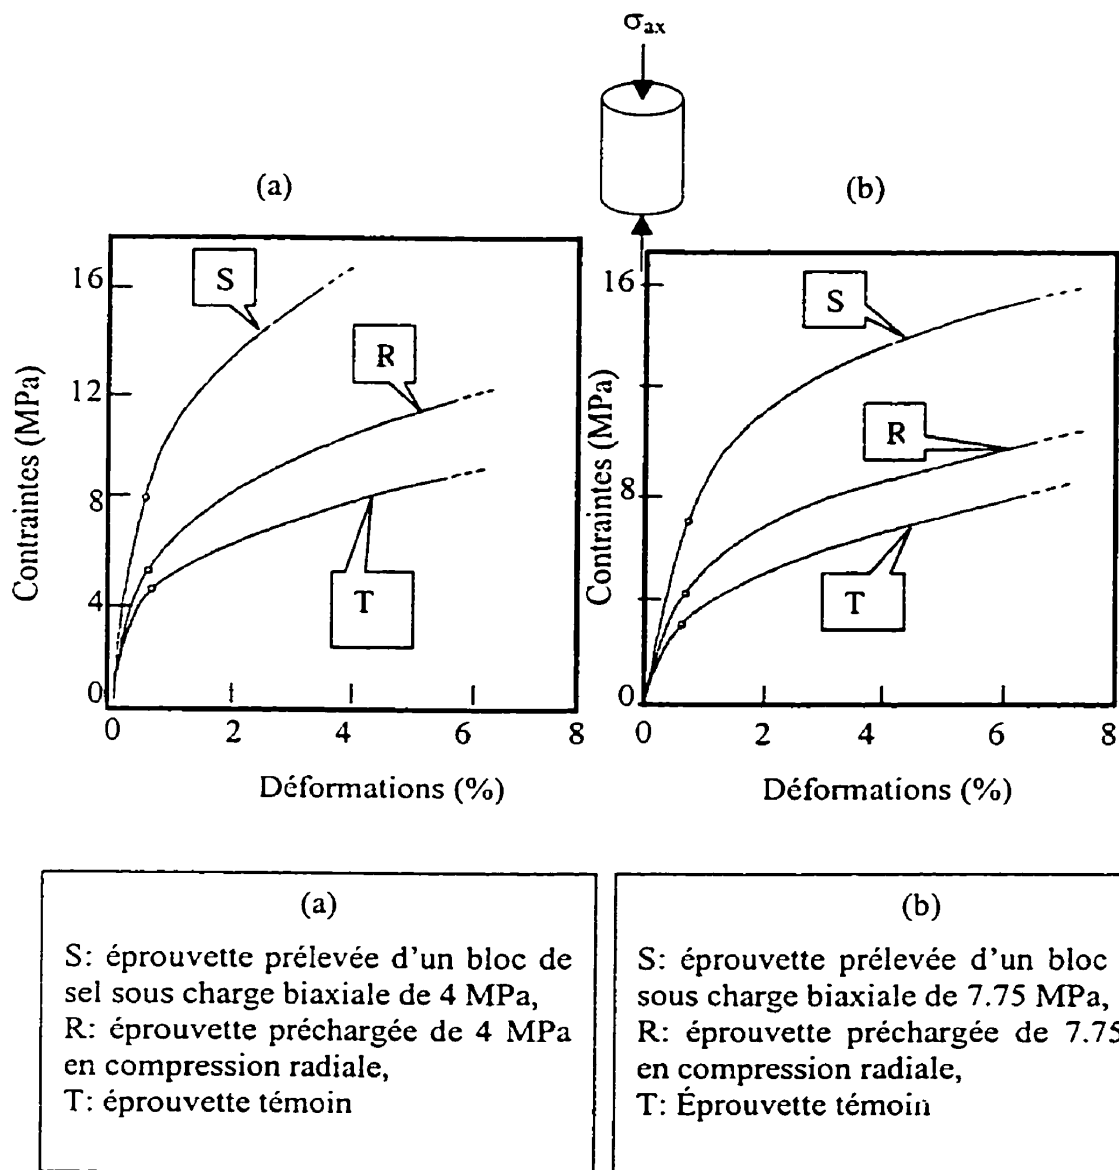 σax
(a)
(b)
16
12
8
4
0
Contraintes (MPa)
S
R
T
0 2 4 6 8
Déformations (%)
16
12
8
4
0
Contraintes (MPa)
S
R
T
0 2 4 6 8
Déformations (%)
(a)
S: éprouvette prélevée d'un bloc de
sel sous charge biaxiale de 4 MPa,
R: éprouvette préchargée de 4 MPa
en compression radiale,
T: éprouvette témoin
(b)
S: éprouvette prélevée d'un bloc
sous charge biaxiale de 7.75 MPa,
R: éprouvette préchargée de 7.75
en compression radiale,
T: Éprouvette témoin